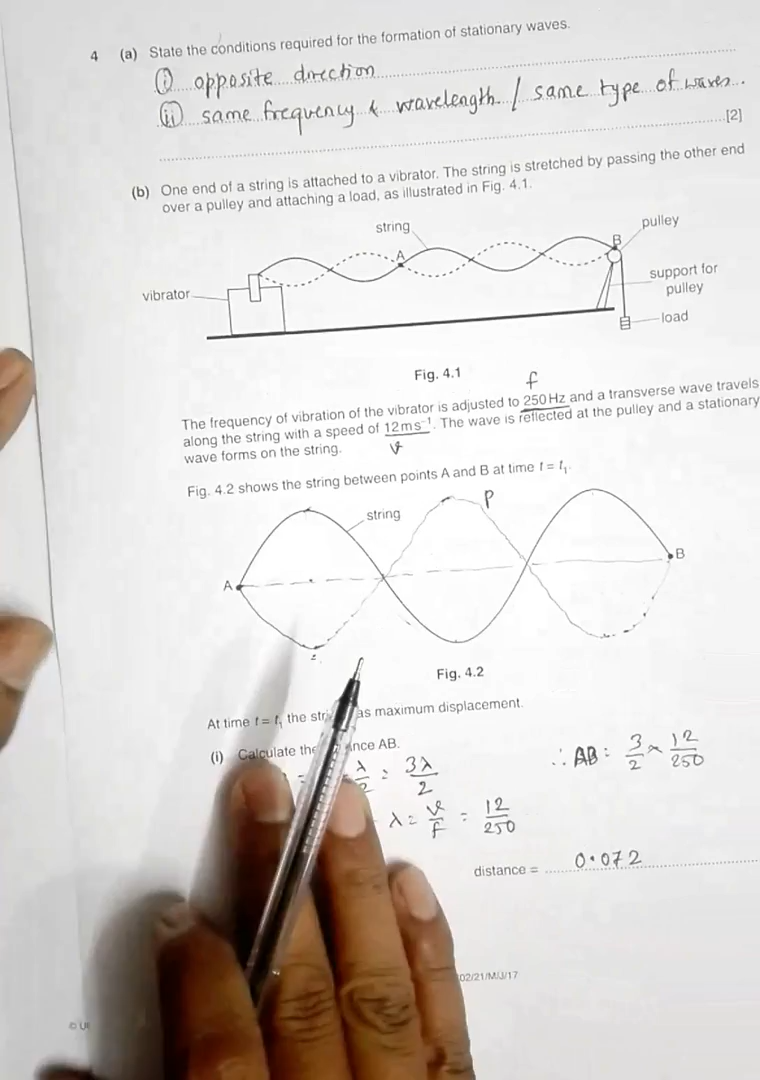 4 (a) State the conditions required for the formation of stationary waves.
(i) opposite direction
(ii) same frequency & wavelength / same type of waves
[2]
(b) One end of a string is attached to a vibrator. The string is stretched by passing the other end
over a pulley and attaching a load, as illustrated in Fig. 4.1.
string
pulley
A
B
vibrator
support for
pulley
load
Fig. 4.1
f
The frequency of vibration of the vibrator is adjusted to 250 Hz and a transverse wave travels
along the string with a speed of 12 m s⁻¹. The wave is reflected at the pulley and a stationary
v
wave forms on the string.
Fig. 4.2 shows the string between points A and B at time t = t₁.
P
string
A
B
Fig. 4.2
At time t = t₁ the as maximum displacement.
(i) Calculate the distance AB.
λ/2 = 3λ/2
∴ AB = 3/2 × 12/250
λ = v/f = 12/250
distance = 0.072
02/21/M/J/17